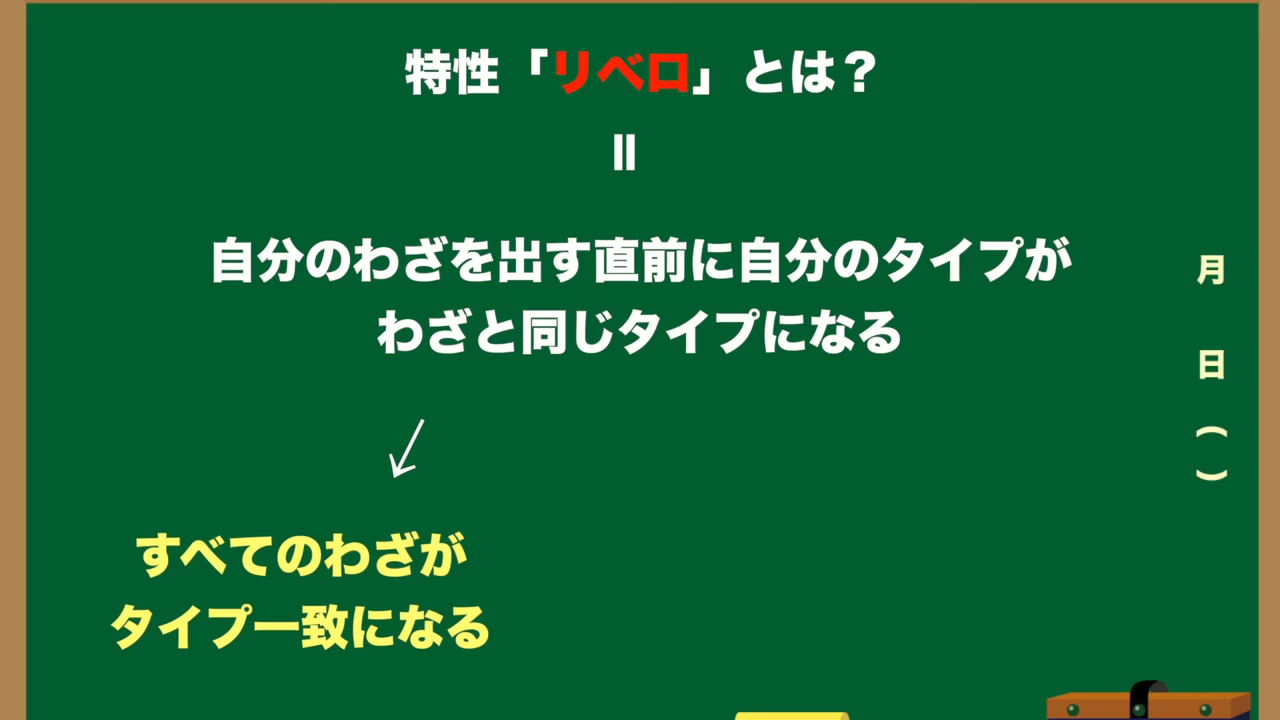 特性「リベロ」とは？
＝
自分のわざを出す直前に自分のタイプが
わざと同じタイプになる
↙
すべてのわざが
タイプ一致になる
月
日
（
）